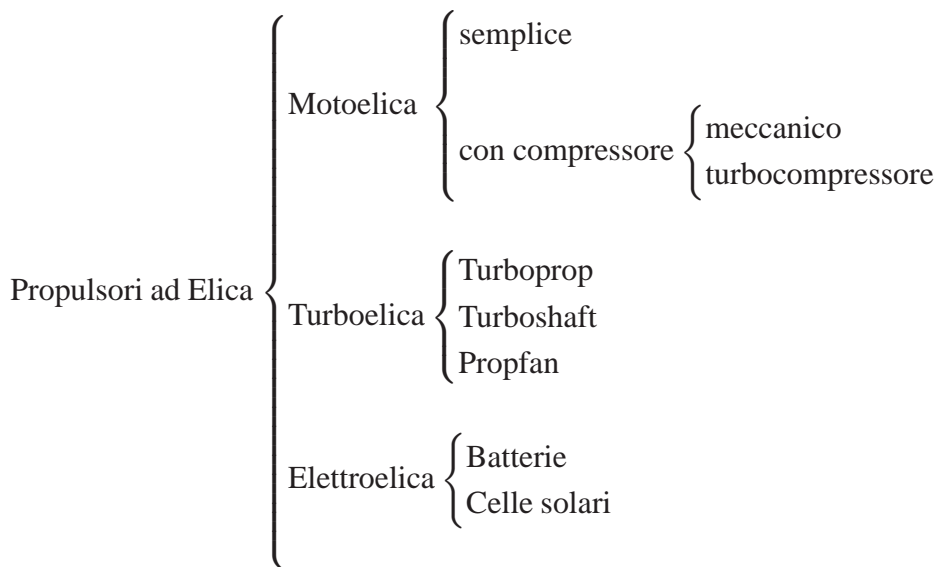 Propulsori ad Elica
Motoelica
semplice
con compressore
meccanico
turbocompressore
Turboelica
Turboprop
Turboshaft
Propfan
Elettroelica
Batterie
Celle solari